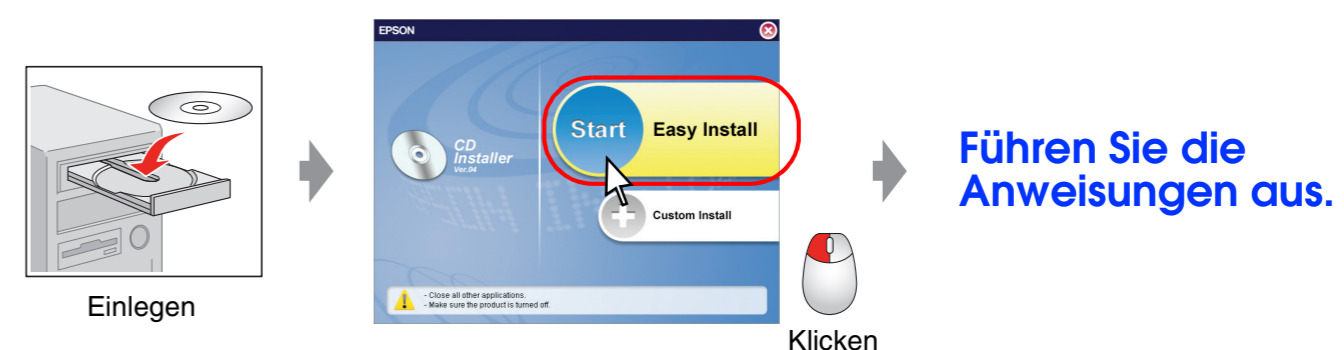 EPSON
Start Easy Install
CD
Installer
Ver.04
Custom Install
- Close all other applications.
- Make sure the product is turned off.
Einlegen
Klicken
Führen Sie die
Anweisungen aus.